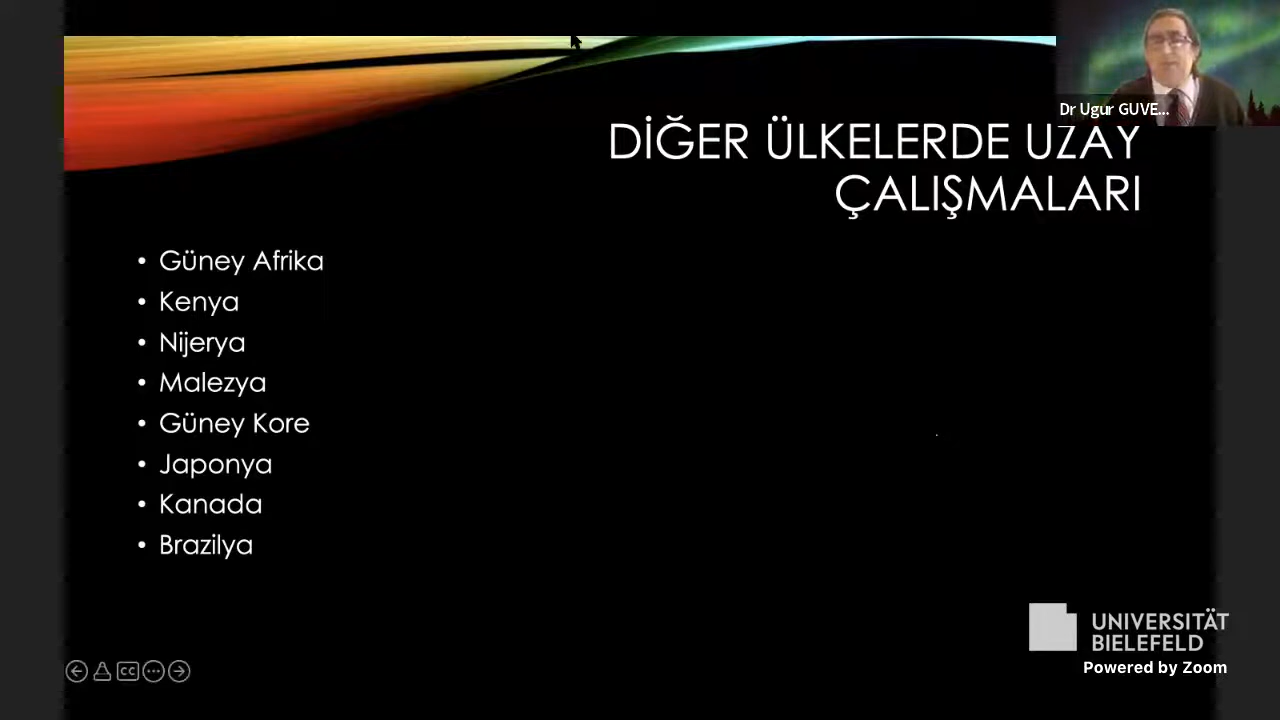 Dr Ugur GUVE...
DİĞER ÜLKELERDE UZAY
ÇALIŞMALARI
• Güney Afrika
• Kenya
• Nijerya
• Malezya
• Güney Kore
• Japonya
• Kanada
• Brazilya
UNIVERSITÄT
BIELEFELD
Powered by Zoom
CC